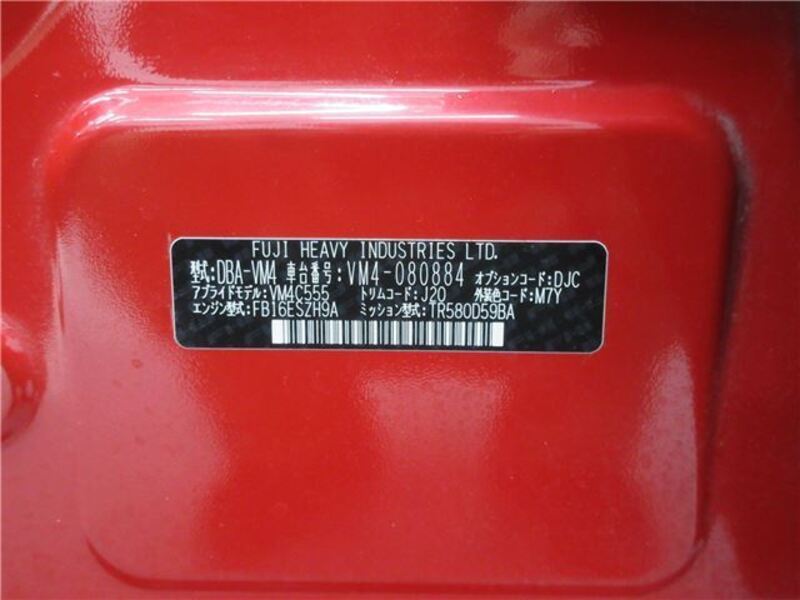 FUJI HEAVY INDUSTRIES LTD.
型式:DBA-VM4 車台番号:VM4-080884 オプションコード:DJC
7ブライドモデル:VM4C555 トリムコード:J20 外装色コード:M7Y
エンジン型式:FB16ESZH9A ミッション型式:TR580D59BA